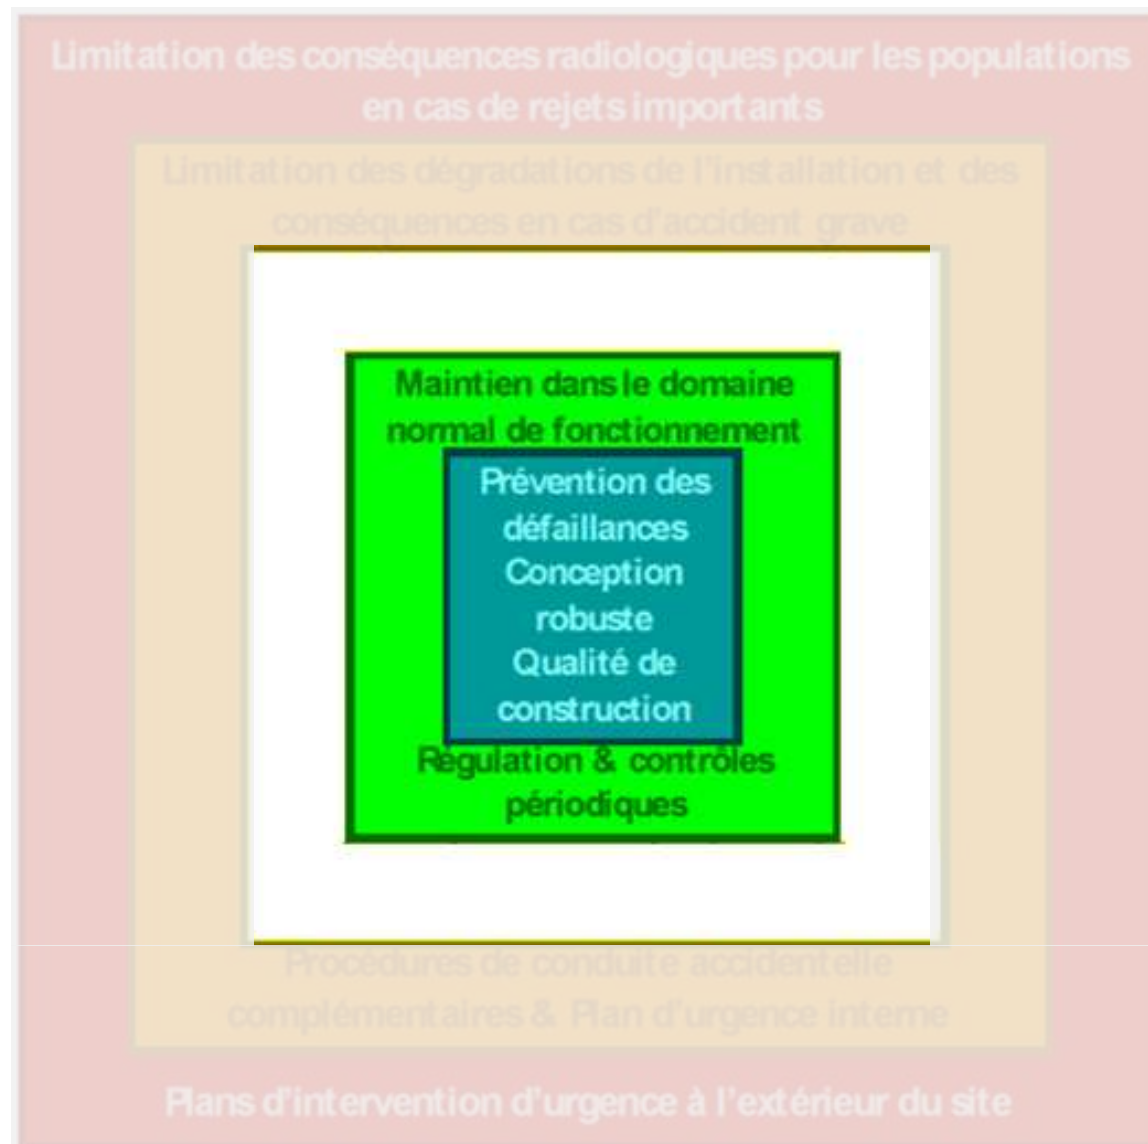 Limitation des conséquences radiologiques pour les populations
en cas de rejets importants
Limitation des dégradations de l'installation et des
conséquences en cas d'accident grave
Maintien dans le domaine
normal de fonctionnement
Prévention des
défaillances
Conception
robuste
Qualité de
construction
Régulation & contrôles
périodiques
Procédures de conduite accidentelle
complémentaires & Plan d'urgence interne
Plans d'intervention d'urgence à l'extérieur du site